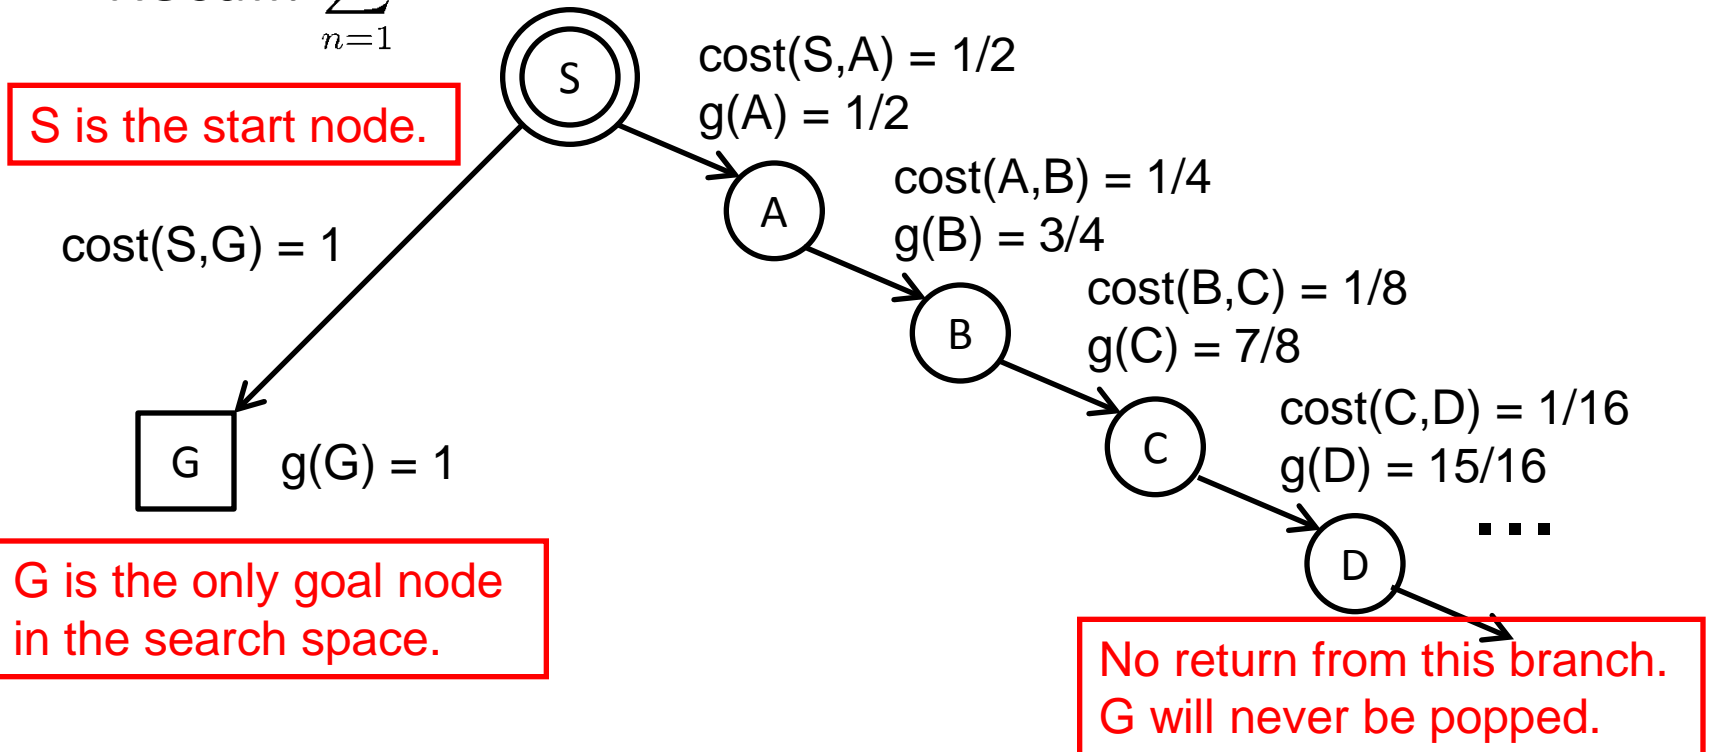 n=1
S
cost(S,A) = 1/2
g(A) = 1/2
S is the start node.
A
cost(A,B) = 1/4
g(B) = 3/4
cost(S,G) = 1
B
cost(B,C) = 1/8
g(C) = 7/8
C
cost(C,D) = 1/16
g(D) = 15/16
G
g(G) = 1
D
...
G is the only goal node
in the search space.
No return from this branch.
G will never be popped.